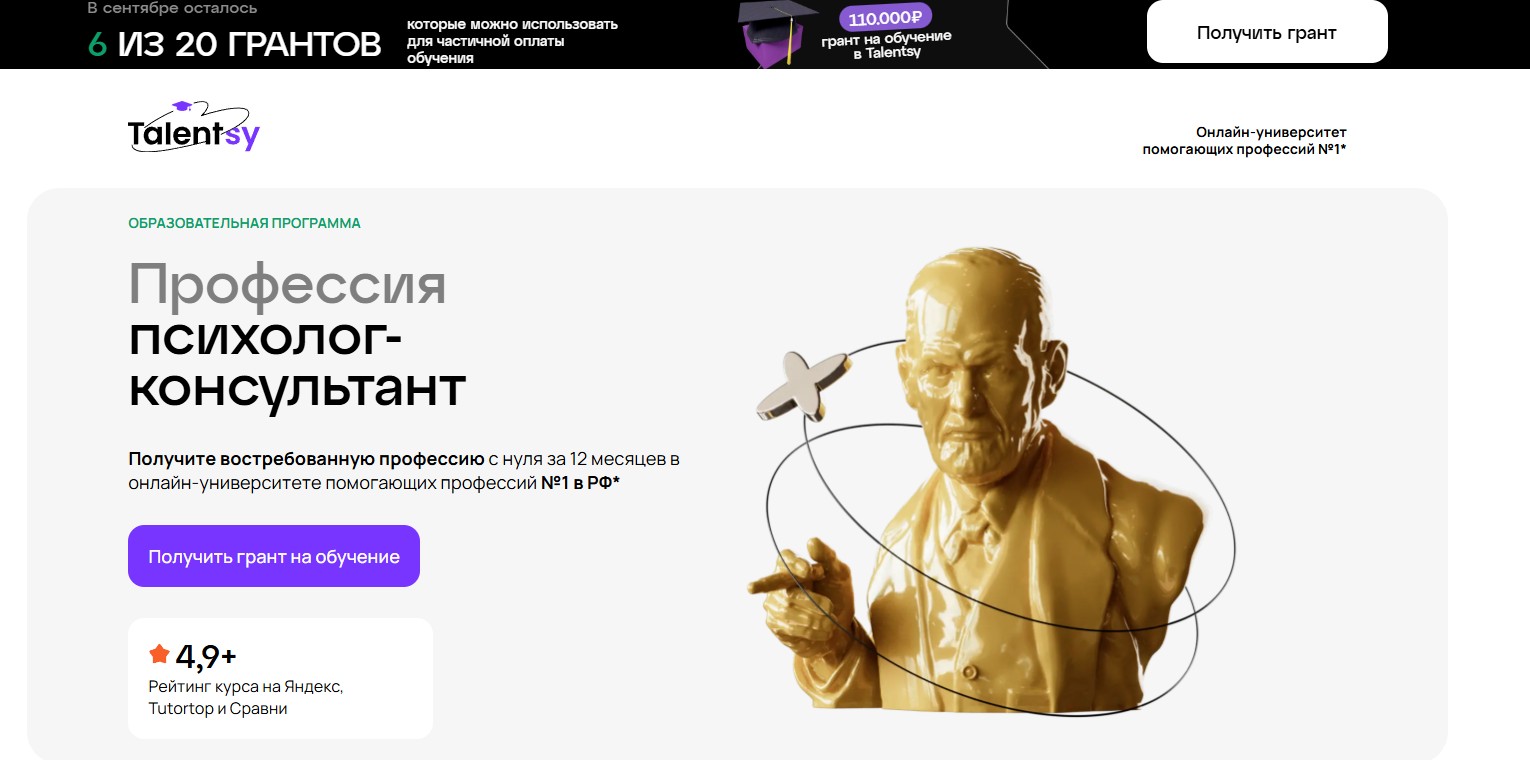 В сентябре осталось
6 ИЗ 20 ГРАНТОВ
которые можно использовать
для частичной оплаты
обучения
110.000₽
грант на обучение
в Talentsy
Получить грант
Talentsy
Онлайн-университет
помогающих профессий №1*
ОБРАЗОВАТЕЛЬНАЯ ПРОГРАММА
Профессия
психолог-
консультант
Получите востребованную профессию с нуля за 12 месяцев в
онлайн-университете помогающих профессий №1 в РФ*
Получить грант на обучение
4,9+
Рейтинг курса на Яндекс,
Tutortop и Сравни